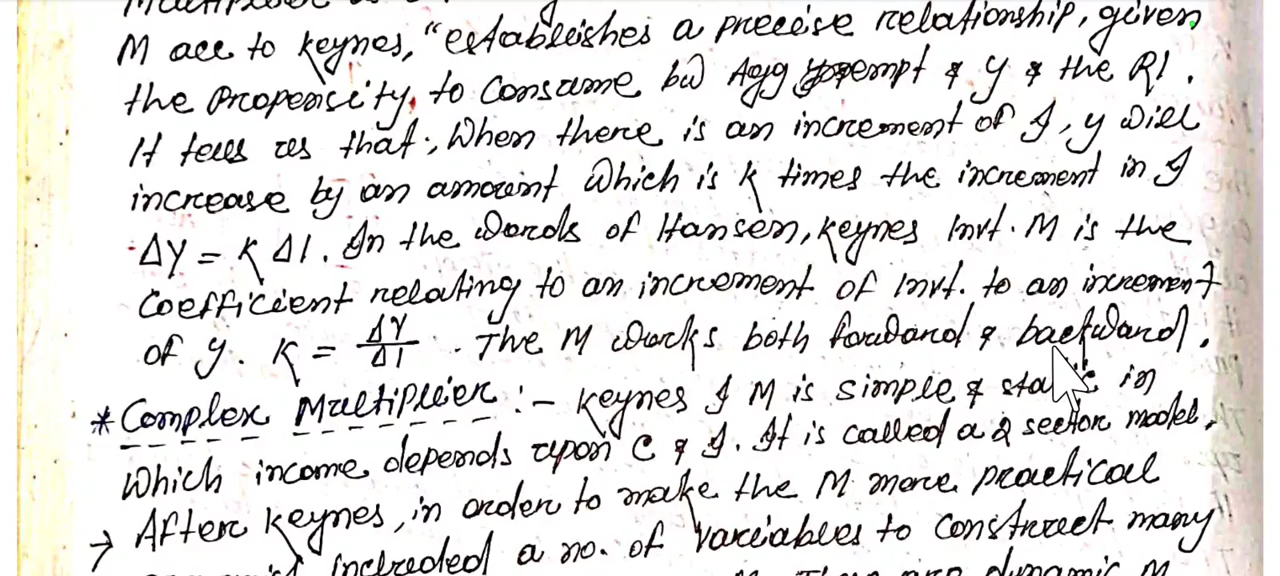 M acc to Keynes, "establishes a precise relationship, given
the Propensity, to Consume bw Agg empt & Y & the RI.
It tells us that, When there is an increment of I, y will
increase by an amount Which is K times the increment in I
ΔY = K ΔI. In the Words of Hansen, Keynes Invt. M is the
Coefficient relating to an increment of Invt. to an increment
of y. K = ΔY/ΔI. The M Works both forward & backward.
* Complex Multiplier :- Keynes I M is simple & in
Which income depends upon C & I. It is called a 2 sector model.
→ After Keynes, in order to make the M more practical
included a no. of variables to Construct many
dynamic M